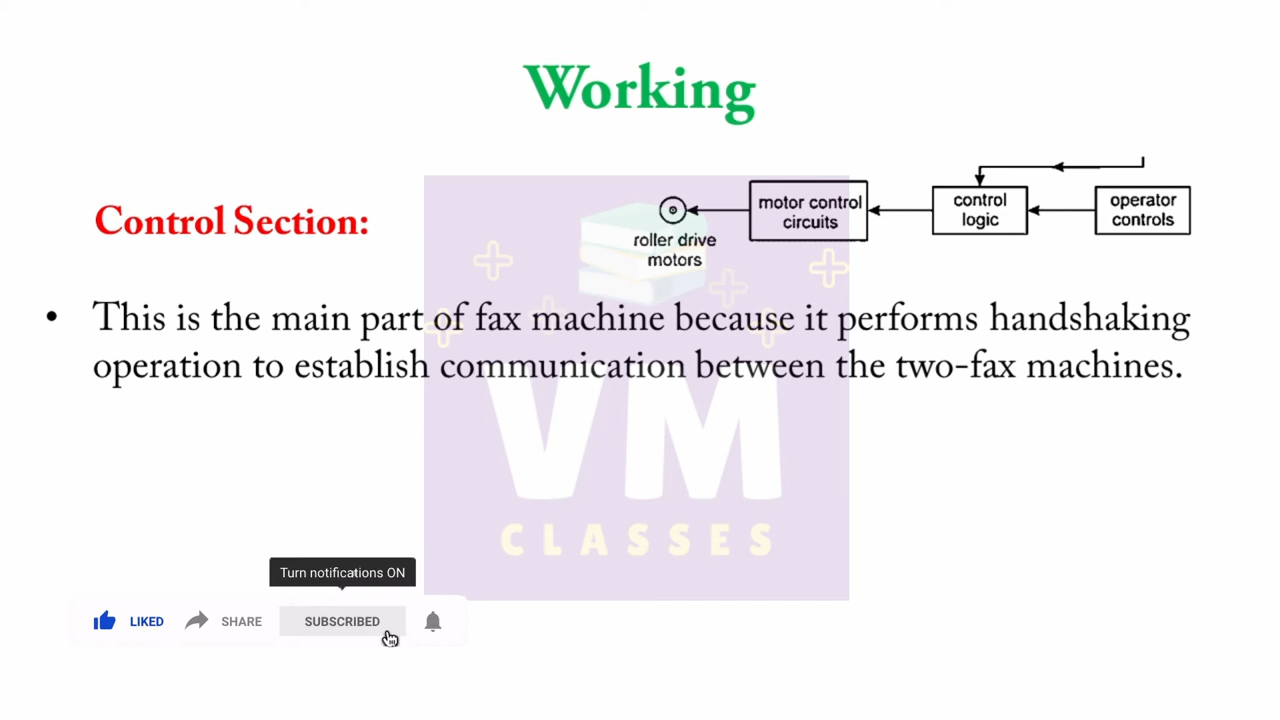 Working
Control Section:
roller drive
motors
motor control
circuits
control
logic
operator
controls
• This is the main part of fax machine because it performs handshaking
operation to establish communication between the two-fax machines.
VM
CLASSES
Turn notifications ON
LIKED SHARE SUBSCRIBED